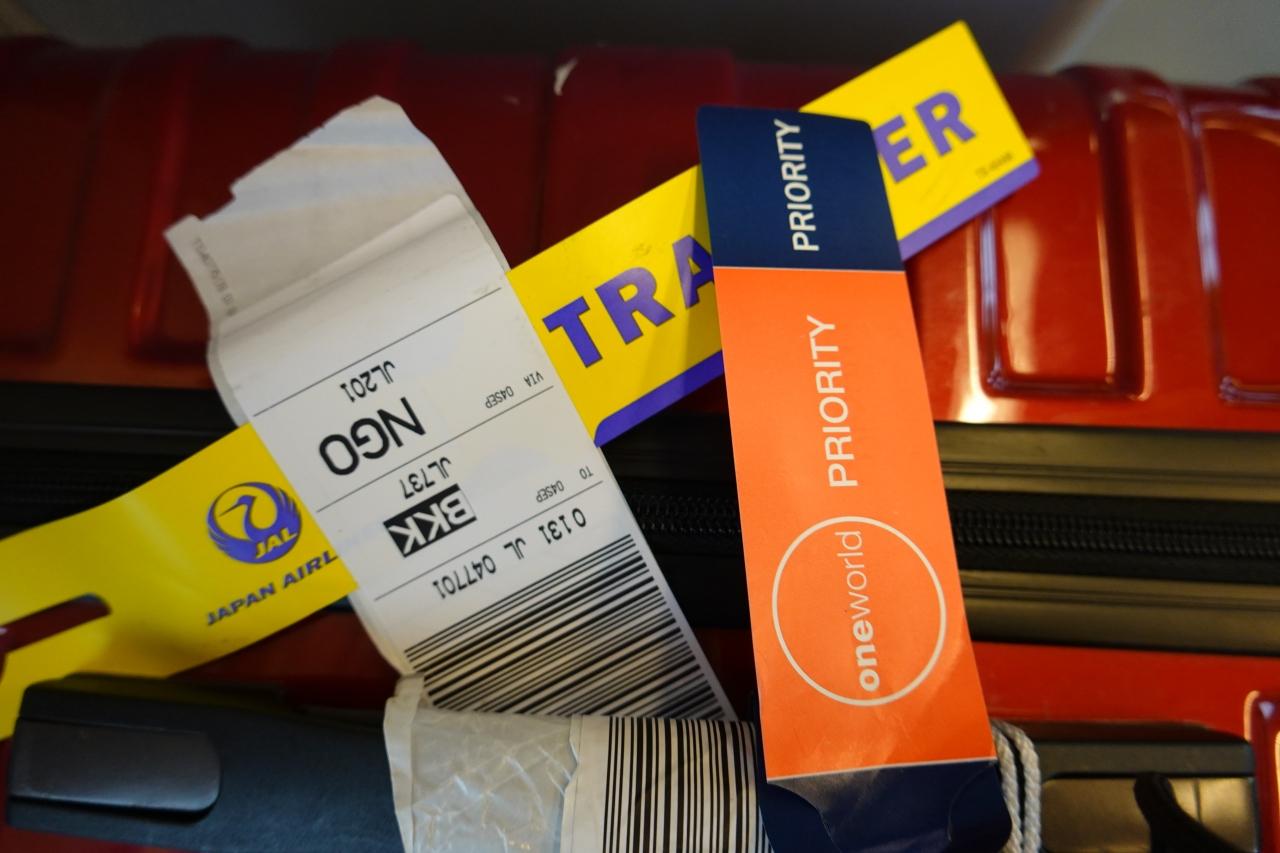 PRIORITY
PRIORITY
oneworld
TRA
ER
JAL
JAPAN AIRL
0131 JL 047701
TO 04SEP
BKK
JL737
VIA 04SEP
NGO
JL201